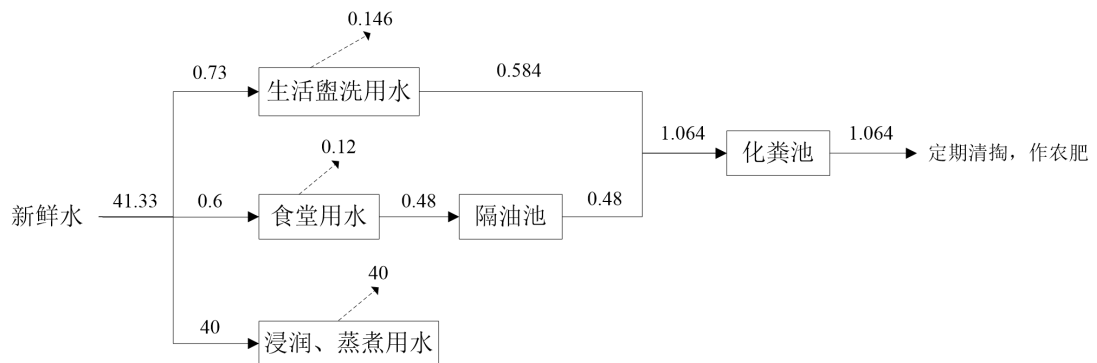 0.146
0.73
生活盥洗用水
0.584
0.12
1.064
化粪池
1.064
定期清掏，作农肥
新鲜水
41.33
0.6
食堂用水
0.48
隔油池
0.48
40
40
浸润、蒸煮用水